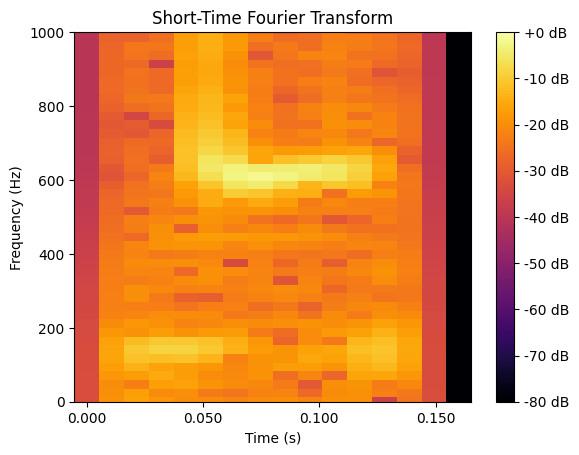 Short-Time Fourier Transform
1000
800
600
400
200
0
Frequency (Hz)
0.000
0.050
0.100
0.150
Time (s)
+0 dB
-10 dB
-20 dB
-30 dB
-40 dB
-50 dB
-60 dB
-70 dB
-80 dB